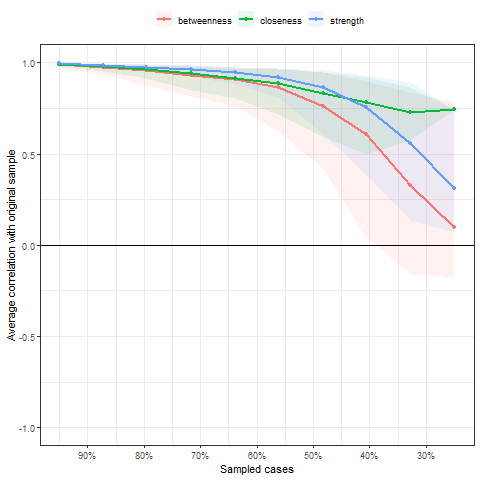 betweenness closeness strength
1.0
0.5
0.0
-0.5
-1.0
Average correlation with original sample
90% 80% 70% 60% 50% 40% 30%
Sampled cases